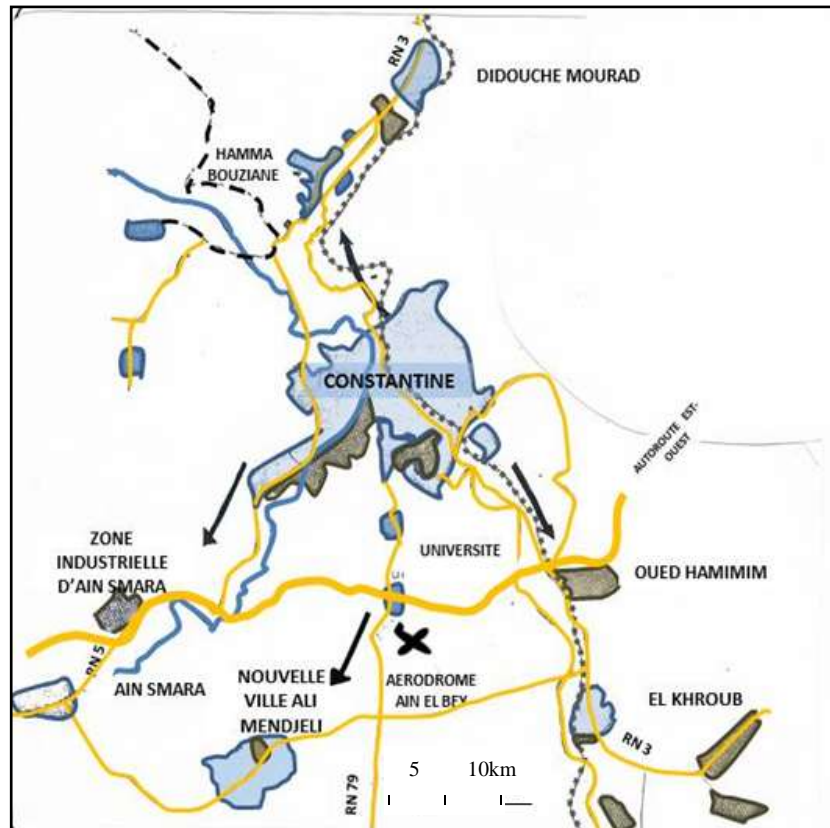 RN 3
DIDOUCHE MOURAD
HAMMA
BOUZIANE
CONSTANTINE
AUTOROUTE EST-
OUEST
ZONE
INDUSTRIELLE
D'AIN SMARA
UNIVERSITE
OUED HAMIMIM
RN 5
AIN SMARA
NOUVELLE
VILLE ALI
MENDJELI
AERODROME
AIN EL BEY
EL KHROUB
RN 3
RN 79
5 10km